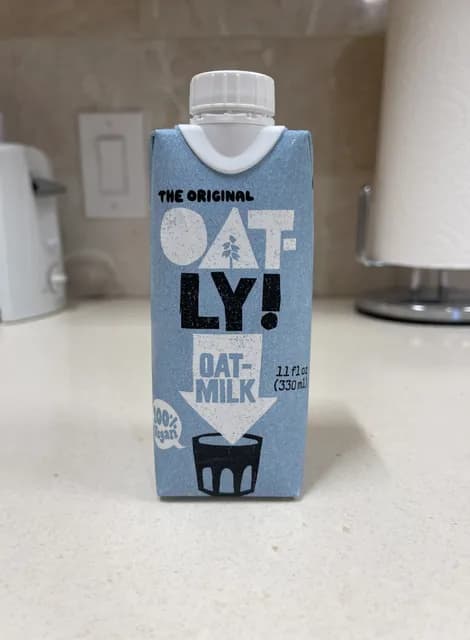 THE ORIGINAL
OAT-
LY!
OAT-
MILK
11 fl oz
(330 ml)
100%
Vegan